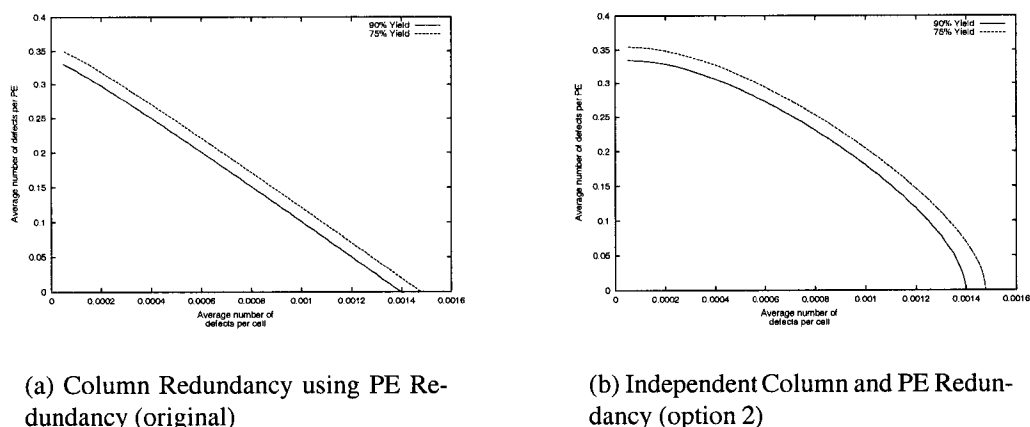 0.4
0.35
0.3
0.25
0.2
0.15
0.1
0.05
0
Average number of defects per PE
90% Yield
75% Yield
0 0.0002 0.0004 0.0006 0.0008 0.001 0.0012 0.0014 0.0016
Average number of
defects per cell
(a) Column Redundancy using PE Re-
dundancy (original)
0.4
0.35
0.3
0.25
0.2
0.15
0.1
0.05
0
Average number of defects per PE
90% Yield
75% Yield
0 0.0002 0.0004 0.0006 0.0008 0.001 0.0012 0.0014 0.0016
Average number of
defects per cell
(b) Independent Column and PE Redun-
dancy (option 2)